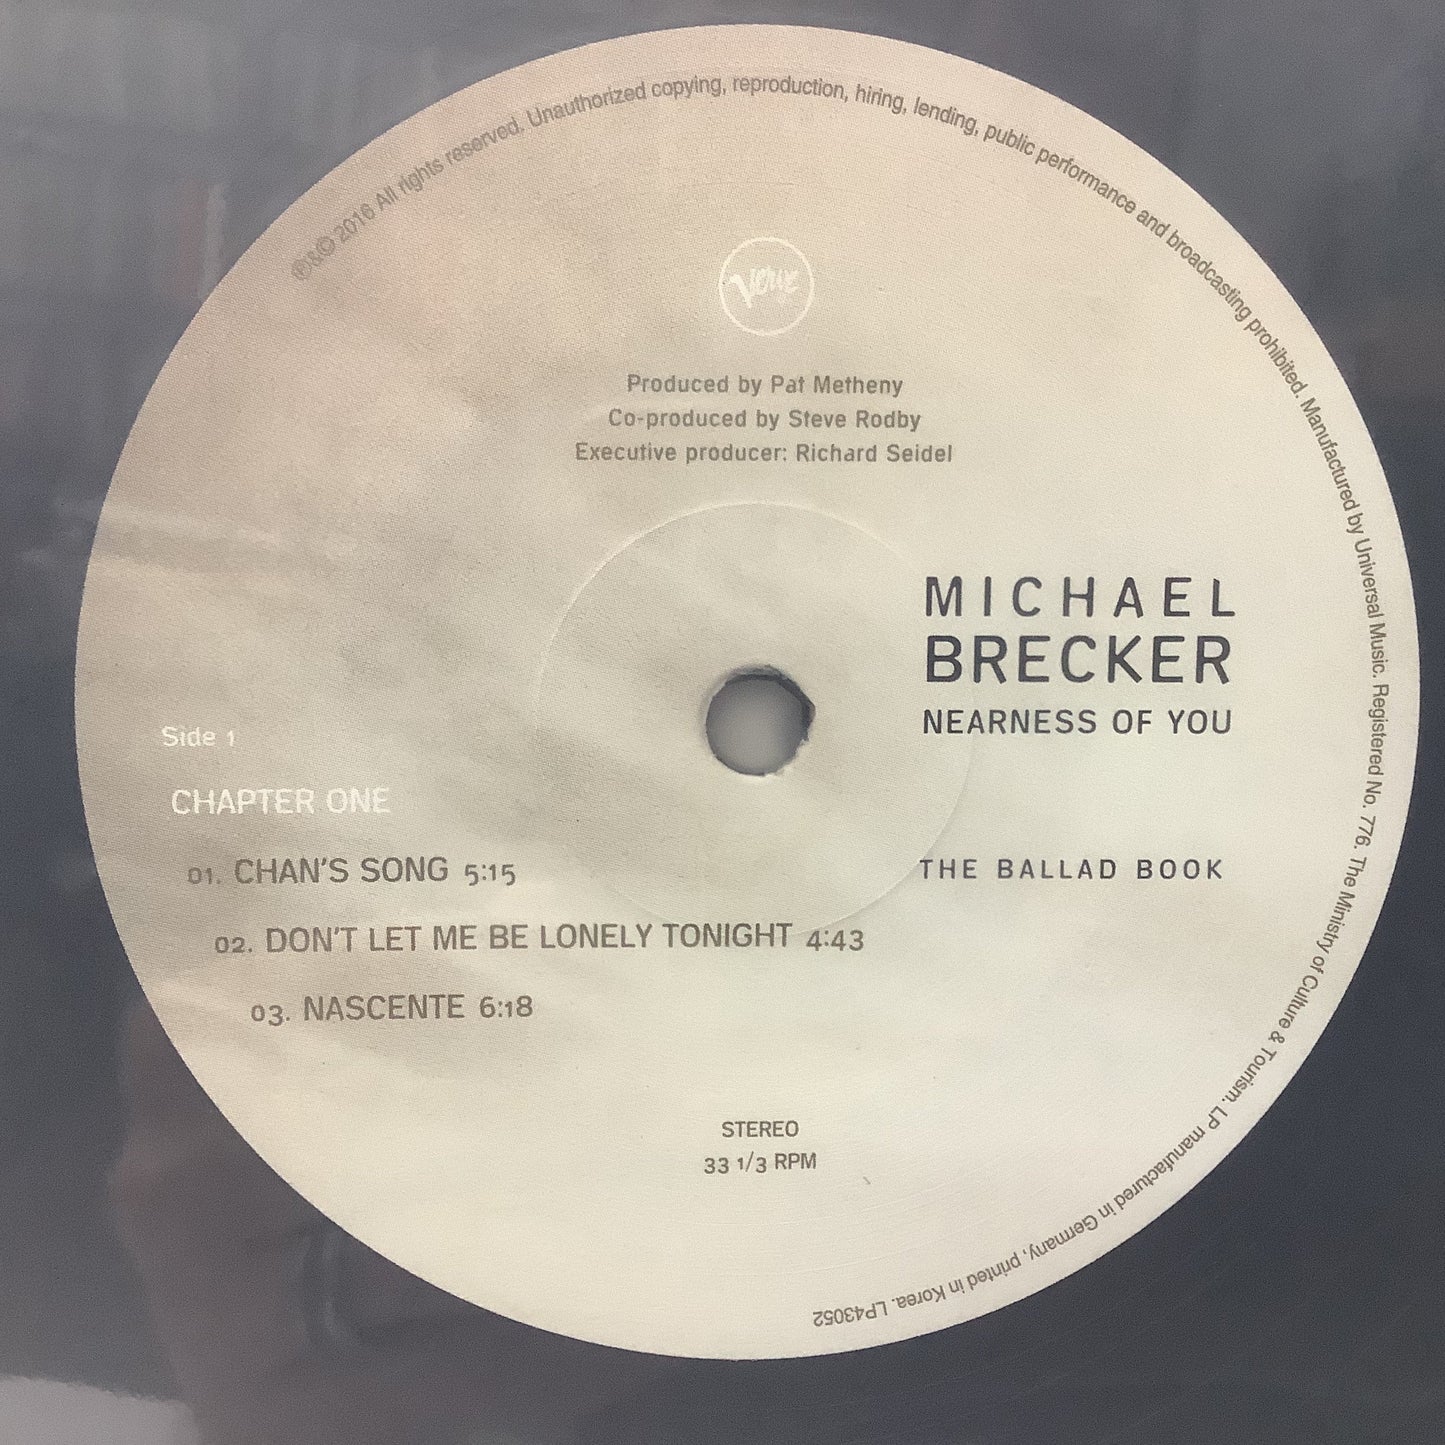 ℗&© 2016 All rights reserved. Unauthorized copying, reproduction, hiring, lending, public performance and broadcasting prohibited. Manufactured by Universal Music. Registered No. 776. The Ministry of Culture & Tourism. LP manufactured in Germany, printed in Korea. LP43052
Verve
Produced by Pat Metheny
Co-produced by Steve Rodby
Executive producer: Richard Seidel
MICHAEL
BRECKER
NEARNESS OF YOU
THE BALLAD BOOK
Side 1
CHAPTER ONE
01. CHAN'S SONG 5:15
02. DON'T LET ME BE LONELY TONIGHT 4:43
03. NASCENTE 6:18
STEREO
33 1/3 RPM